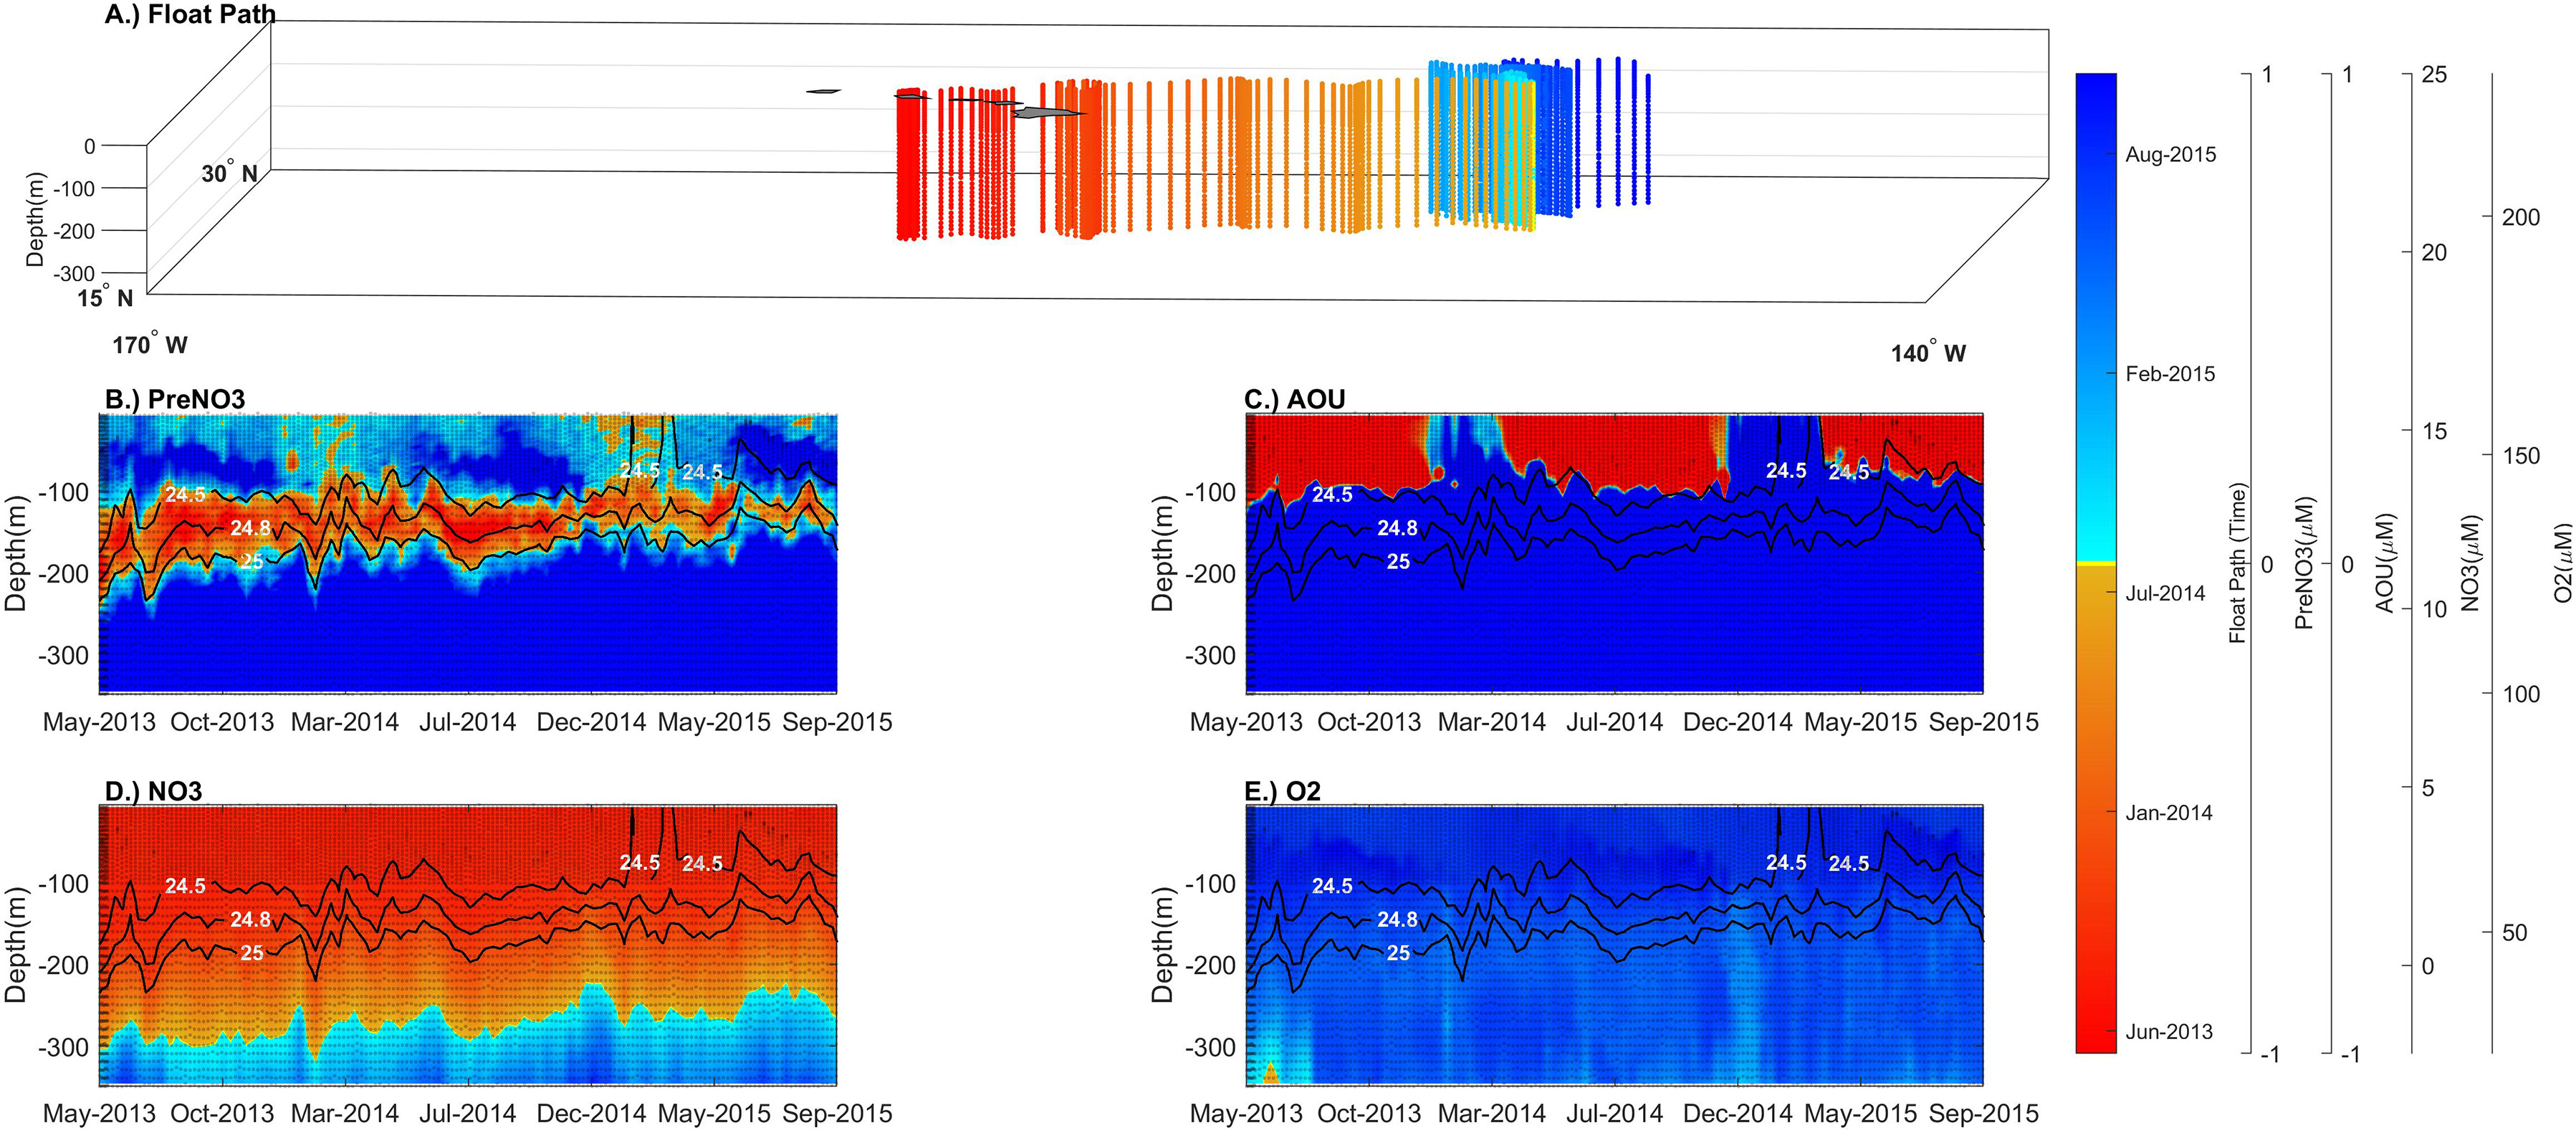 A.) Float Path
0
-100
-200
-300
Depth(m)
30° N
15° N
170° W
140° W
B.) PreNO3
24.5
24.5
24.5
24.8
25
-100
-200
-300
Depth(m)
May-2013 Oct-2013 Mar-2014 Jul-2014 Dec-2014 May-2015 Sep-2015
C.) AOU
24.5
24.5
24.5
24.8
25
-100
-200
-300
Depth(m)
May-2013 Oct-2013 Mar-2014 Jul-2014 Dec-2014 May-2015 Sep-2015
D.) NO3
24.5
24.5
24.5
24.8
25
-100
-200
-300
Depth(m)
May-2013 Oct-2013 Mar-2014 Jul-2014 Dec-2014 May-2015 Sep-2015
E.) O2
24.5
24.5
24.5
24.8
25
-100
-200
-300
Depth(m)
May-2013 Oct-2013 Mar-2014 Jul-2014 Dec-2014 May-2015 Sep-2015
Aug-2015
Feb-2015
Jul-2014
Jan-2014
Jun-2013
Float Path (Time)
1
0
-1
PreNO3(μM)
1
0
-1
AOU(μM)
25
20
15
10
5
0
NO3(μM)
200
150
100
50
O2(μM)